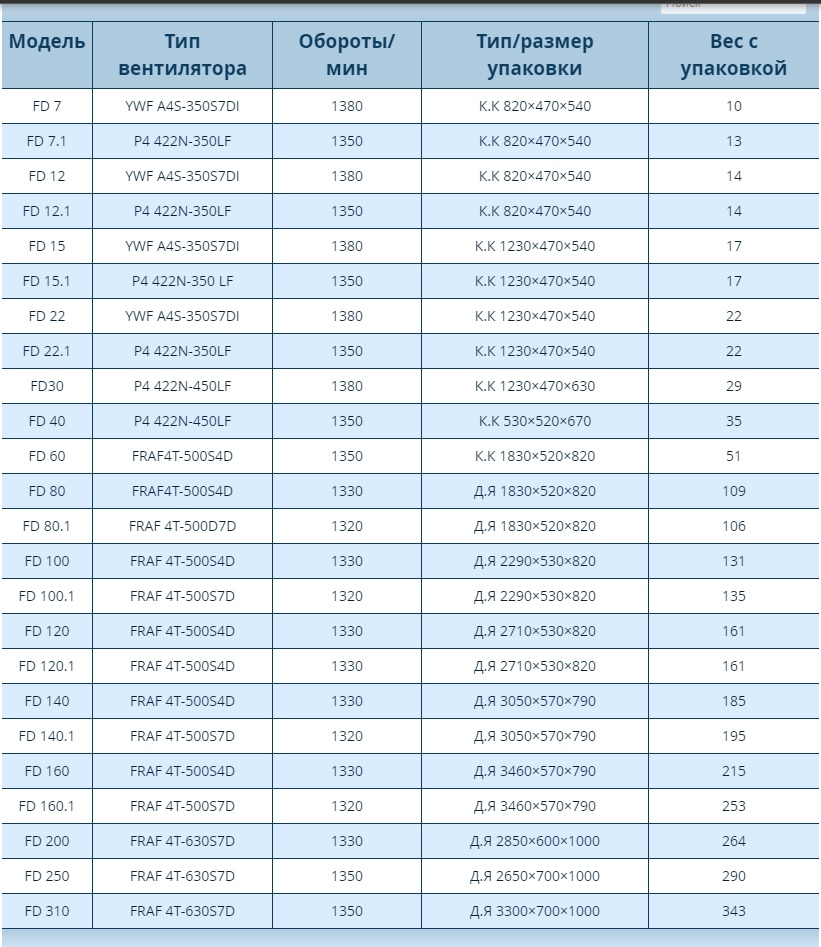 Поиск
Модель Тип вентилятора Обороты/мин Тип/размер упаковки Вес с упаковкой
FD 7 YWF A4S-350S7DI 1380 К.К 820×470×540 10
FD 7.1 P4 422N-350LF 1350 К.К 820×470×540 13
FD 12 YWF A4S-350S7DI 1380 К.К 820×470×540 14
FD 12.1 P4 422N-350LF 1350 К.К 820×470×540 14
FD 15 YWF A4S-350S7DI 1380 К.К 1230×470×540 17
FD 15.1 P4 422N-350 LF 1350 К.К 1230×470×540 17
FD 22 YWF A4S-350S7DI 1380 К.К 1230×470×540 22
FD 22.1 P4 422N-350LF 1350 К.К 1230×470×540 22
FD30 P4 422N-450LF 1380 К.К 1230×470×630 29
FD 40 P4 422N-450LF 1350 К.К 530×520×670 35
FD 60 FRAF4T-500S4D 1350 К.К 1830×520×820 51
FD 80 FRAF4T-500S4D 1330 Д.Я 1830×520×820 109
FD 80.1 FRAF 4T-500D7D 1320 Д.Я 1830×520×820 106
FD 100 FRAF 4T-500S4D 1330 Д.Я 2290×530×820 131
FD 100.1 FRAF 4T-500S7D 1320 Д.Я 2290×530×820 135
FD 120 FRAF 4T-500S4D 1330 Д.Я 2710×530×820 161
FD 120.1 FRAF 4T-500S4D 1330 Д.Я 2710×530×820 161
FD 140 FRAF 4T-500S4D 1330 Д.Я 3050×570×790 185
FD 140.1 FRAF 4T-500S7D 1320 Д.Я 3050×570×790 195
FD 160 FRAF 4T-500S4D 1330 Д.Я 3460×570×790 215
FD 160.1 FRAF 4T-500S7D 1320 Д.Я 3460×570×790 253
FD 200 FRAF 4T-630S7D 1330 Д.Я 2850×600×1000 264
FD 250 FRAF 4T-630S7D 1350 Д.Я 2650×700×1000 290
FD 310 FRAF 4T-630S7D 1350 Д.Я 3300×700×1000 343